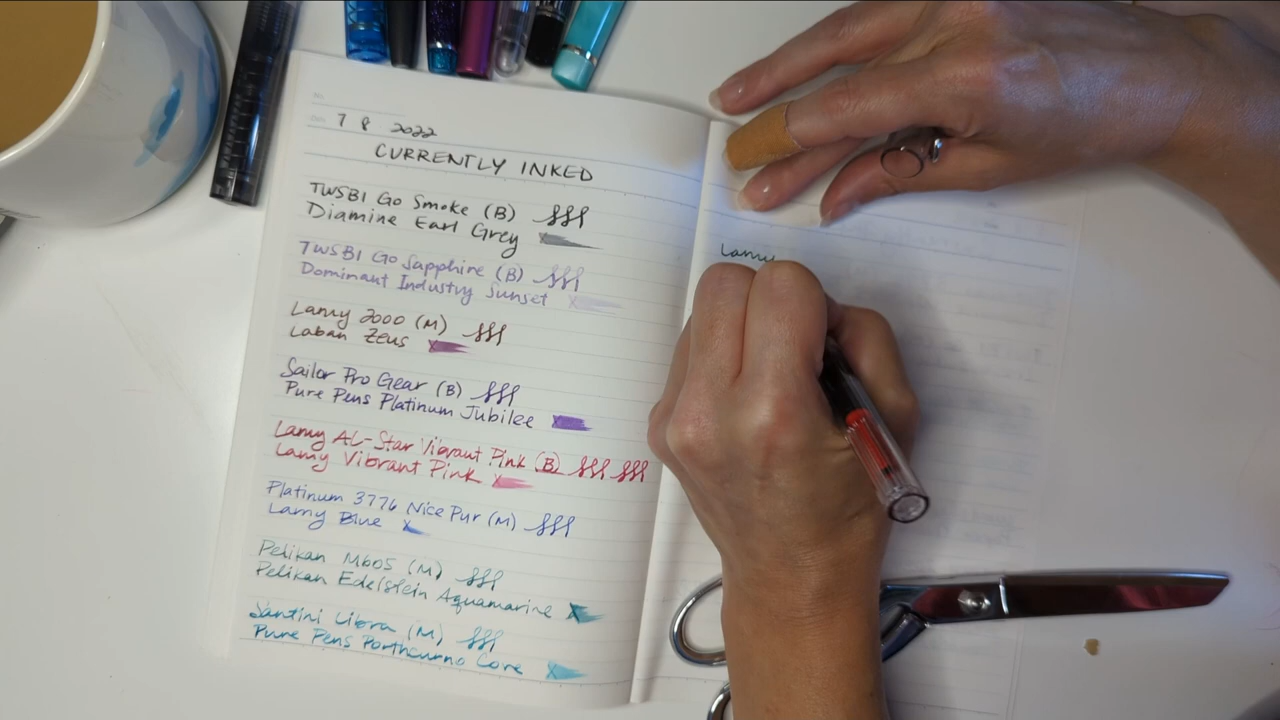 7 8 2022
CURRENTLY INKED
TWSBI Go Smoke (B)
Diamine Earl Grey
TWSBI Go Sapphire (B)
Dominant Industry Sunset
Lamy 2000 (M)
Laban Zeus
Sailor Pro Gear (B)
Pure Pens Platinum Jubilee
Lamy AL-Star Vibrant Pink (B)
Lamy Vibrant Pink
Platinum 3776 Nice Pur (M)
Lamy Blue
Pelikan M605 (M)
Pelikan Edelstein Aquamarine
Santini Libra (M)
Pure Pens Porthcurno Cove
Lamy